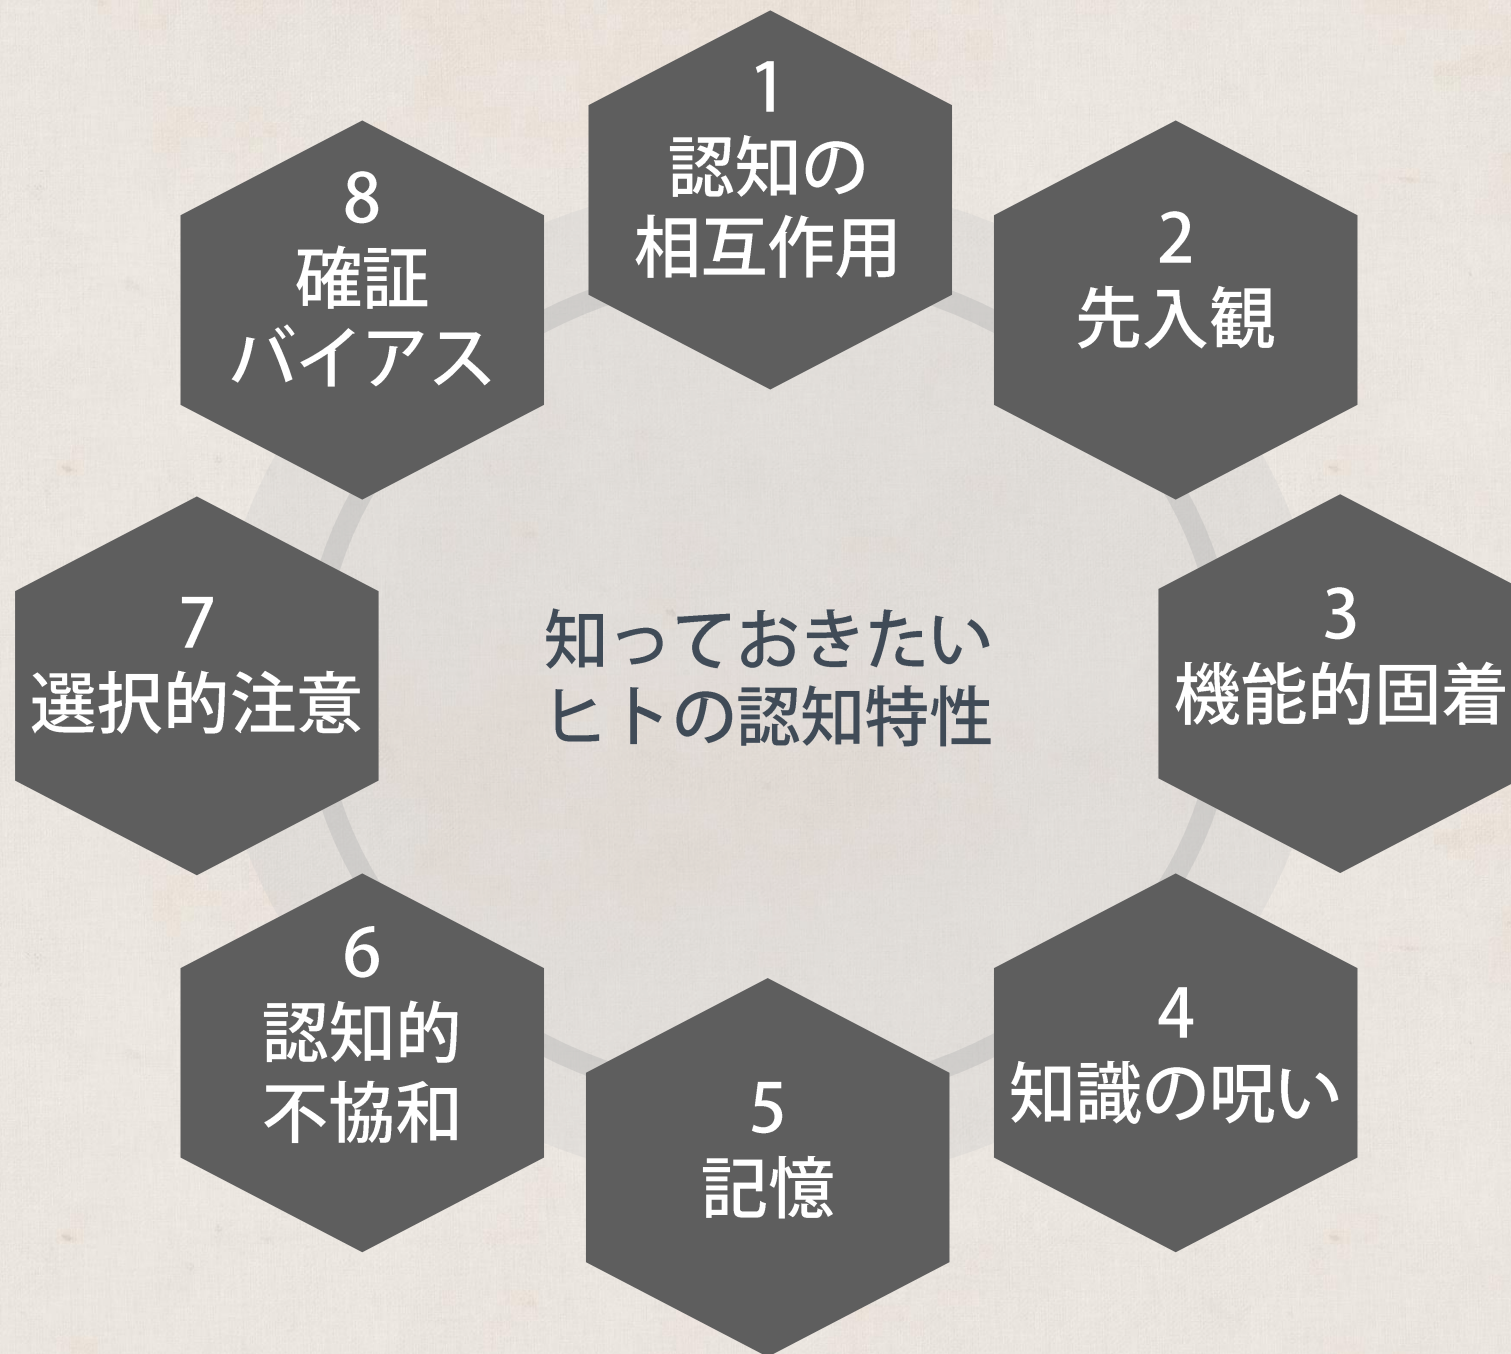 知っておきたい
ヒトの認知特性
1
認知の
相互作用
2
先入観
3
機能的固着
4
知識の呪い
5
記憶
6
認知的
不協和
7
選択的注意
8
確証
バイアス